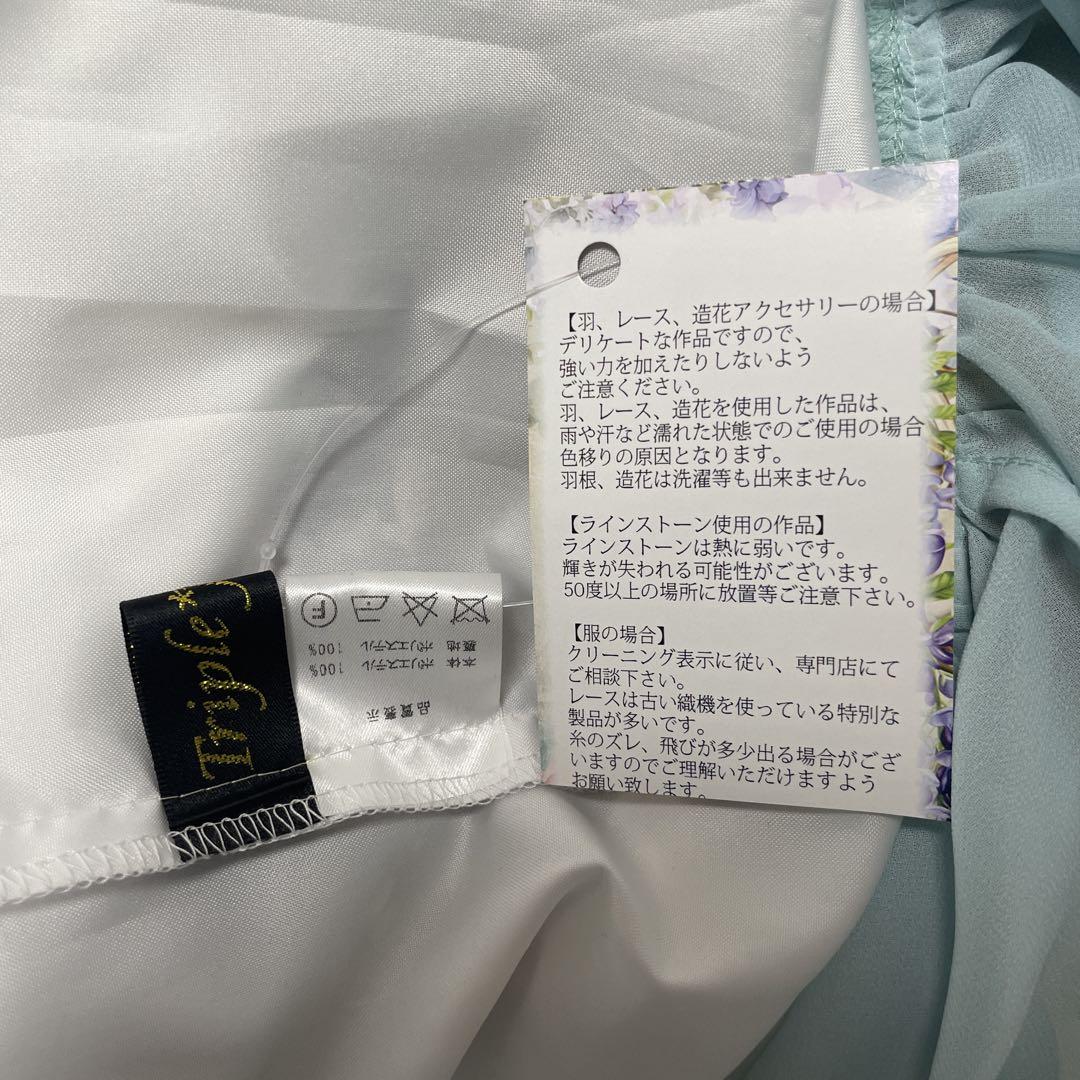 【羽、レース、造花アクセサリーの場合】
デリケートな作品ですので、
強い力を加えたりしないよう
ご注意ください。
羽、レース、造花を使用した作品は、
雨や汗など濡れた状態でのご使用の場合
色移りの原因となります。
羽根、造花は洗濯等も出来ません。
【ラインストーン使用の作品】
ラインストーンは熱に弱いです。
輝きが失われる可能性がございます。
50度以上の場所に放置等ご注意下さい。
【服の場合】
クリーニング表示に従い、専門店にて
ご相談下さい。
レースは古い織機を使っている特別な
製品が多いです。
糸のズレ、飛びが多少出る場合がござ
いますのでご理解いただけますよう
お願い致します。
Triple*
品質表示
本体 ポリエステル 100%
裏地 ポリエステル 100%
F